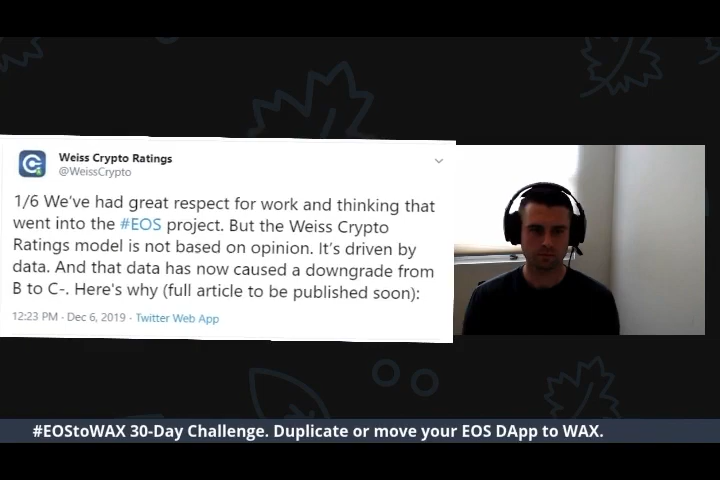 Weiss Crypto Ratings
@WeissCrypto
1/6 We've had great respect for work and thinking that
went into the #EOS project. But the Weiss Crypto
Ratings model is not based on opinion. It's driven by
data. And that data has now caused a downgrade from
B to C-. Here's why (full article to be published soon):
12:23 PM · Dec 6, 2019 · Twitter Web App
#EOStoWAX 30-Day Challenge. Duplicate or move your EOS DApp to WAX.